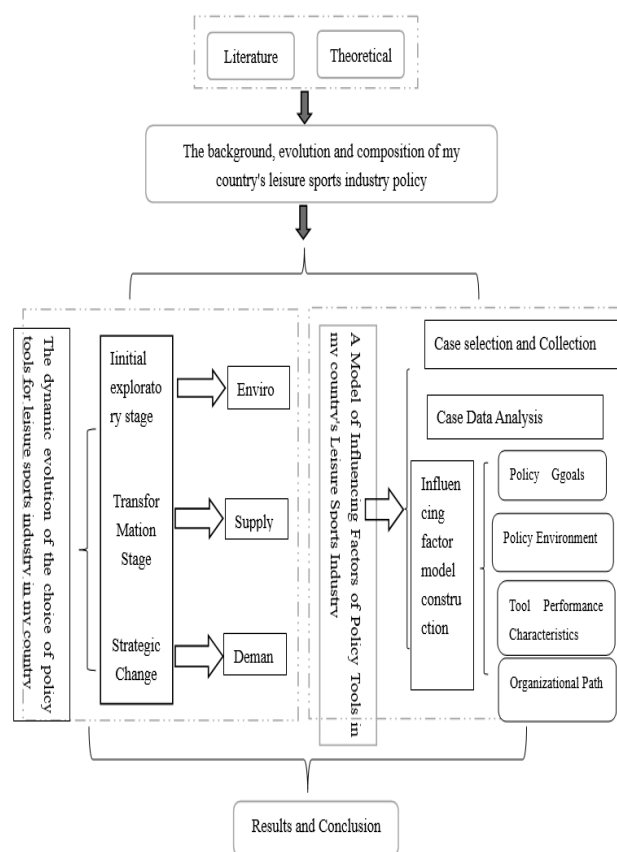 Literature
Theoretical
The background, evolution and composition of my
country's leisure sports industry policy
The dynamic evolution of the choice of policy
tools for leisure sports industry in my country
Iinitial
explorato
ry stage
Transfor
Mation
Stage
Strategic
Change
Enviro
Supply
Deman
A Model of Influencing Factors of Policy Tools in
my country's Leisure Sports Industry
Case selection and Collection
Case Data Analysis
Influen
cing
factor
model
constru
ction
Policy Ggoals
Policy Environment
Tool Performance
Characteristics
Organizational Path
Results and Conclusion